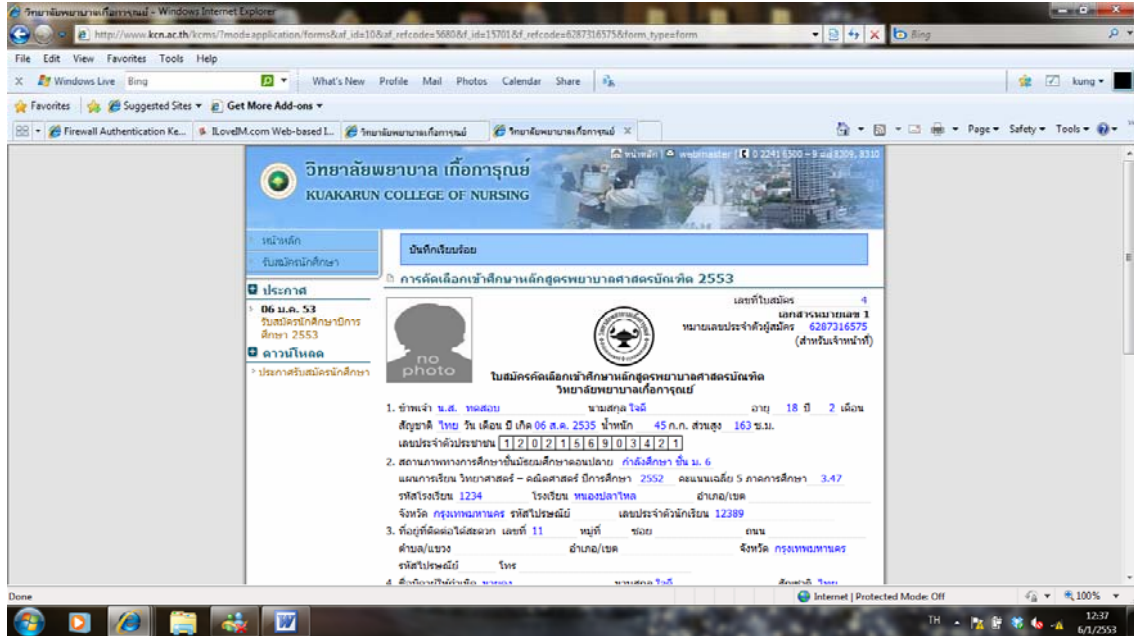 วิทยาลัยพยาบาลเกื้อการุณย์ - Windows Internet Explorer
http://www.kcn.ac.th/kcms/?mode=application/forms&af_id=10&af_refcode=5680&f_id=15701&f_refcode=6287316575&form_type=form
Bing
File Edit View Favorites Tools Help
X Windows Live Bing What's New Profile Mail Photos Calendar Share kung
Favorites Suggested Sites Get More Add-ons
Firewall Authentication Ke... ILovelM.com Web-based I... วิทยาลัยพยาบาลเกื้อการุณย์ วิทยาลัยพยาบาลเกื้อการุณย์ X Page Safety Tools
หน้าหลัก | webmaster | 0 2241 6500 – 9 ต่อ 8309, 8310
วิทยาลัยพยาบาล เกื้อการุณย์
KUAKARUN COLLEGE OF NURSING
หน้าหลัก
รับสมัครนักศึกษา
ประกาศ
06 ม.ค. 53
รับสมัครนักศึกษาปีการ
ศึกษา 2553
ดาวน์โหลด
ประกาศรับสมัครนักศึกษา
บันทึกเรียบร้อย
การคัดเลือกเข้าศึกษาหลักสูตรพยาบาลศาสตรบัณฑิต 2553
เลขที่ใบสมัคร 4
เอกสารหมายเลข 1
หมายเลขประจำตัวผู้สมัคร 6287316575
(สำหรับเจ้าหน้าที่)
no
photo
ใบสมัครคัดเลือกเข้าศึกษาหลักสูตรพยาบาลศาสตรบัณฑิต
วิทยาลัยพยาบาลเกื้อการุณย์
1. ข้าพเจ้า น.ส. ทดสอบ นามสกุล ใจดี อายุ 18 ปี 2 เดือน
สัญชาติ ไทย วัน เดือน ปี เกิด 06 ส.ค. 2535 น้ำหนัก 45 ก.ก. ส่วนสูง 163 ซ.ม.
เลขประจำตัวประชาชน 1 2 0 2 1 5 6 9 0 3 4 2 1
2. สถานภาพทางการศึกษาชั้นมัธยมศึกษาตอนปลาย กำลังศึกษา ชั้น ม. 6
แผนการเรียน วิทยาศาสตร์ – คณิตศาสตร์ ปีการศึกษา 2552 คะแนนเฉลี่ย 5 ภาคการศึกษา 3.47
รหัสโรงเรียน 1234 โรงเรียน หนองปลาไหล อำเภอ/เขต
จังหวัด กรุงเทพมหานคร รหัสไปรษณีย์ เลขประจำตัวนักเรียน 12389
3. ที่อยู่ที่ติดต่อได้สะดวก เลขที่ 11 หมู่ที่ ซอย ถนน
ตำบล/แขวง อำเภอ/เขต จังหวัด กรุงเทพมหานคร
รหัสไปรษณีย์ โทร
Done Internet | Protected Mode: Off 100%
TH 12:37
6/1/2553